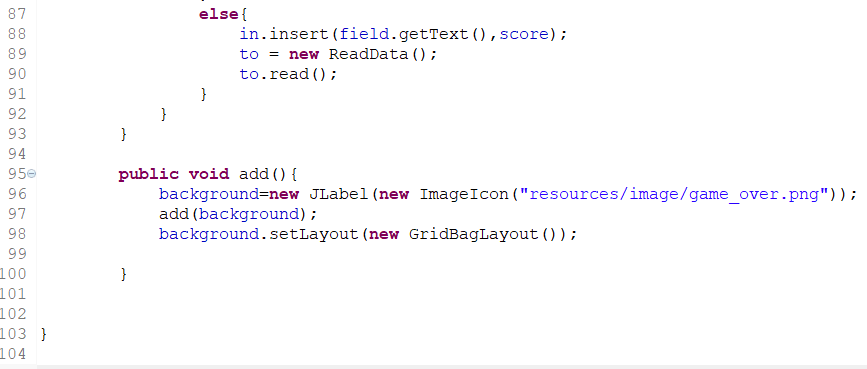 87 else{
88 in.insert(field.getText(),score);
89 to = new ReadData();
90 to.read();
91 }
92 }
93 }
94
95 public void add(){
96 background=new JLabel(new ImageIcon("resources/image/game_over.png"));
97 add(background);
98 background.setLayout(new GridBagLayout());
99
100 }
101
102
103 }
104